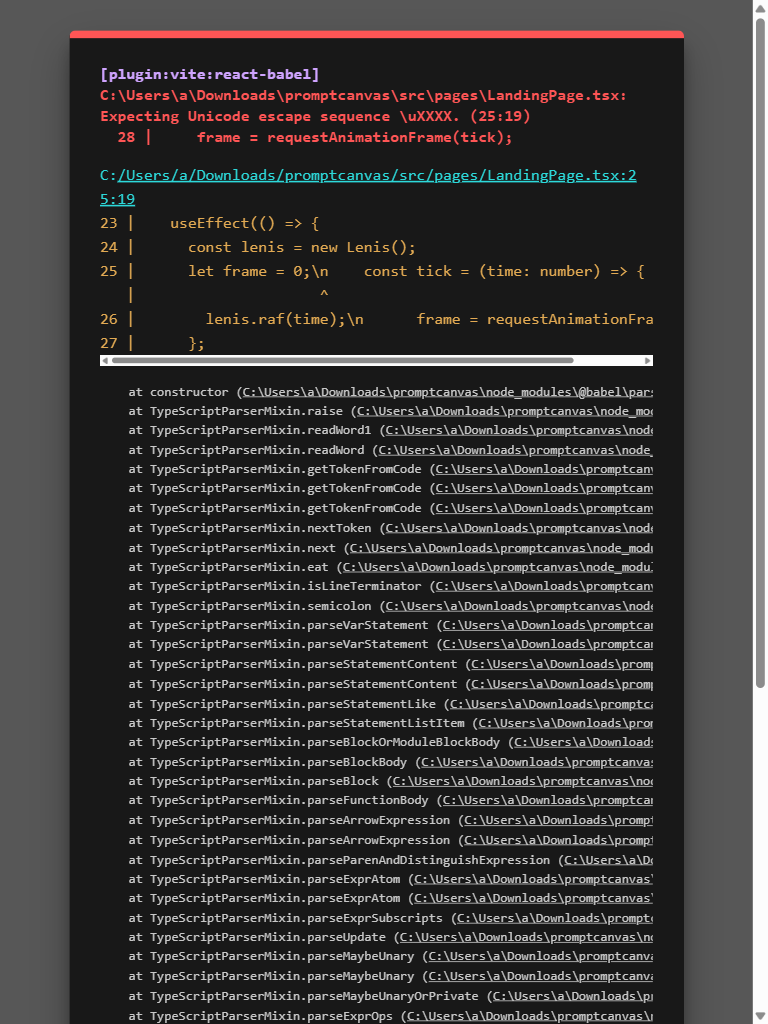 [plugin:vite:react-babel]
C:\Users\a\Downloads\promptcanvas\src\pages\LandingPage.tsx:
Expecting Unicode escape sequence \uXXXX. (25:19)
  28 |     frame = requestAnimationFrame(tick);
C:/Users/a/Downloads/promptcanvas/src/pages/LandingPage.tsx:2
5:19
23 |    useEffect(() => {
24 |      const lenis = new Lenis();
25 |      let frame = 0;\n    const tick = (time: number) => {
   |                     ^
26 |        lenis.raf(time);\n      frame = requestAnimationFra
27 |      };
at constructor (C:\Users\a\Downloads\promptcanvas\node_modules\@babel\pars
at TypeScriptParserMixin.raise (C:\Users\a\Downloads\promptcanvas\node_mod
at TypeScriptParserMixin.readWord1 (C:\Users\a\Downloads\promptcanvas\node
at TypeScriptParserMixin.readWord (C:\Users\a\Downloads\promptcanvas\node_
at TypeScriptParserMixin.getTokenFromCode (C:\Users\a\Downloads\promptcanv
at TypeScriptParserMixin.getTokenFromCode (C:\Users\a\Downloads\promptcanv
at TypeScriptParserMixin.getTokenFromCode (C:\Users\a\Downloads\promptcanv
at TypeScriptParserMixin.nextToken (C:\Users\a\Downloads\promptcanvas\node
at TypeScriptParserMixin.next (C:\Users\a\Downloads\promptcanvas\node_modu
at TypeScriptParserMixin.eat (C:\Users\a\Downloads\promptcanvas\node_modul
at TypeScriptParserMixin.isLineTerminator (C:\Users\a\Downloads\promptcanv
at TypeScriptParserMixin.semicolon (C:\Users\a\Downloads\promptcanvas\node
at TypeScriptParserMixin.parseVarStatement (C:\Users\a\Downloads\promptcan
at TypeScriptParserMixin.parseVarStatement (C:\Users\a\Downloads\promptcan
at TypeScriptParserMixin.parseStatementContent (C:\Users\a\Downloads\promp
at TypeScriptParserMixin.parseStatementContent (C:\Users\a\Downloads\promp
at TypeScriptParserMixin.parseStatementLike (C:\Users\a\Downloads\promptca
at TypeScriptParserMixin.parseStatementListItem (C:\Users\a\Downloads\prom
at TypeScriptParserMixin.parseBlockOrModuleBlockBody (C:\Users\a\Downloads
at TypeScriptParserMixin.parseBlockBody (C:\Users\a\Downloads\promptcanvas
at TypeScriptParserMixin.parseBlock (C:\Users\a\Downloads\promptcanvas\nod
at TypeScriptParserMixin.parseFunctionBody (C:\Users\a\Downloads\promptcan
at TypeScriptParserMixin.parseArrowExpression (C:\Users\a\Downloads\prompt
at TypeScriptParserMixin.parseArrowExpression (C:\Users\a\Downloads\prompt
at TypeScriptParserMixin.parseParenAndDistinguishExpression (C:\Users\a\Do
at TypeScriptParserMixin.parseExprAtom (C:\Users\a\Downloads\promptcanvas\
at TypeScriptParserMixin.parseExprAtom (C:\Users\a\Downloads\promptcanvas\
at TypeScriptParserMixin.parseExprSubscripts (C:\Users\a\Downloads\promptc
at TypeScriptParserMixin.parseUpdate (C:\Users\a\Downloads\promptcanvas\no
at TypeScriptParserMixin.parseMaybeUnary (C:\Users\a\Downloads\promptcanva
at TypeScriptParserMixin.parseMaybeUnary (C:\Users\a\Downloads\promptcanva
at TypeScriptParserMixin.parseMaybeUnaryOrPrivate (C:\Users\a\Downloads\pr
at TypeScriptParserMixin.parseExprOps (C:\Users\a\Downloads\promptcanvas\n